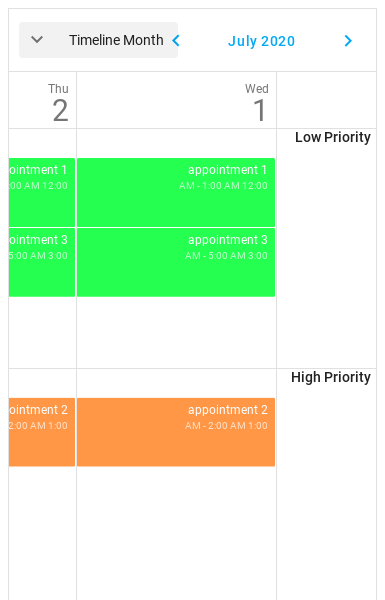 Timeline Month
July 2020
Thu
2
Wed
1
Low Priority
appointment 1
AM - 1:00 AM 12:00
ointment 1
:00 AM 12:00
appointment 3
AM - 5:00 AM 3:00
ointment 3
5:00 AM 3:00
High Priority
appointment 2
AM - 2:00 AM 1:00
ointment 2
2:00 AM 1:00